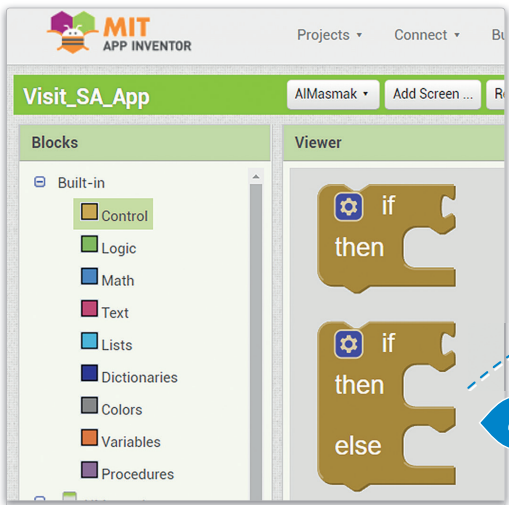 MIT
APP INVENTOR
Projects
Connect
Visit_SA_App
AlMasmak
Add Screen ...
Blocks
Viewer
Built-in
Control
Logic
Math
Text
Lists
Dictionaries
Colors
Variables
Procedures
if
then
if
then
else